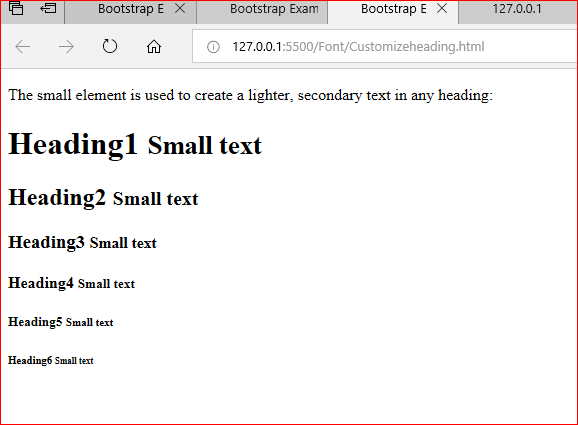 Bootstrap E Bootstrap Exam Bootstrap E 127.0.0.1
127.0.0.1:5500/Font/Customizeheading.html
The small element is used to create a lighter, secondary text in any heading:
Heading1 Small text
Heading2 Small text
Heading3 Small text
Heading4 Small text
Heading5 Small text
Heading6 Small text